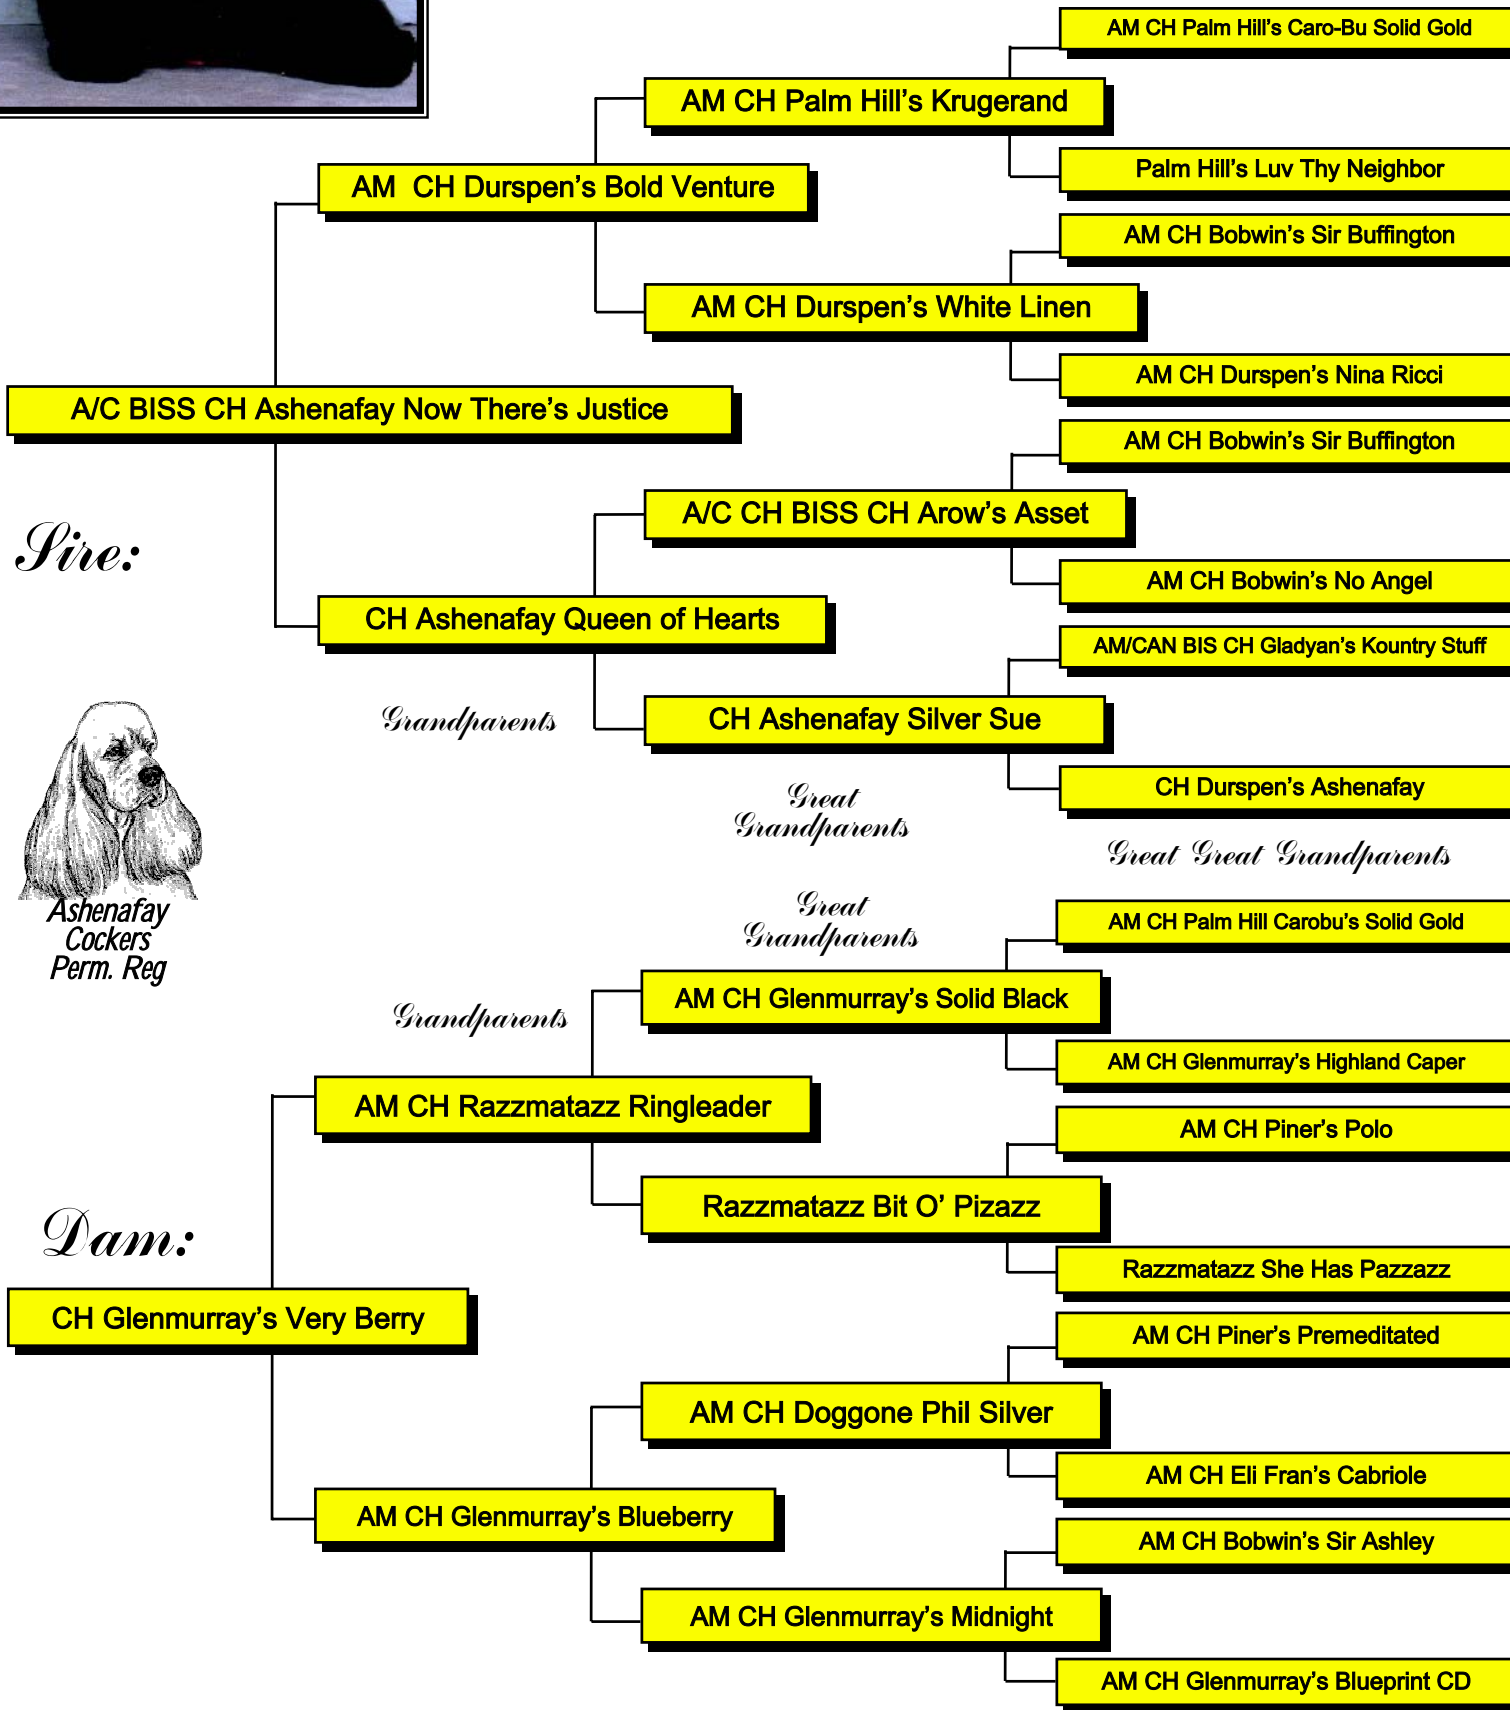 AM CH Palm Hill's Caro-Bu Solid Gold
AM CH Palm Hill's Krugerand
Palm Hill's Luv Thy Neighbor
AM  CH Durspen's Bold Venture
AM CH Bobwin's Sir Buffington
AM CH Durspen's White Linen
AM CH Durspen's Nina Ricci
A/C BISS CH Ashenafay Now There's Justice
AM CH Bobwin's Sir Buffington
A/C CH BISS CH Arow's Asset
Sire:
AM CH Bobwin's No Angel
CH Ashenafay Queen of Hearts
AM/CAN BIS CH Gladyan's Kountry Stuff
Grandparents
CH Ashenafay Silver Sue
CH Durspen's Ashenafay
Great
Grandparents
Great Great Grandparents
Ashenafay
Cockers
Perm. Reg
Great
Grandparents
AM CH Palm Hill Carobu's Solid Gold
AM CH Glenmurray's Solid Black
Grandparents
AM CH Glenmurray's Highland Caper
AM CH Razzmatazz Ringleader
AM CH Piner's Polo
Razzmatazz Bit O' Pizazz
Dam:
Razzmatazz She Has Pazzazz
CH Glenmurray's Very Berry
AM CH Piner's Premeditated
AM CH Doggone Phil Silver
AM CH Eli Fran's Cabriole
AM CH Glenmurray's Blueberry
AM CH Bobwin's Sir Ashley
AM CH Glenmurray's Midnight
AM CH Glenmurray's Blueprint CD